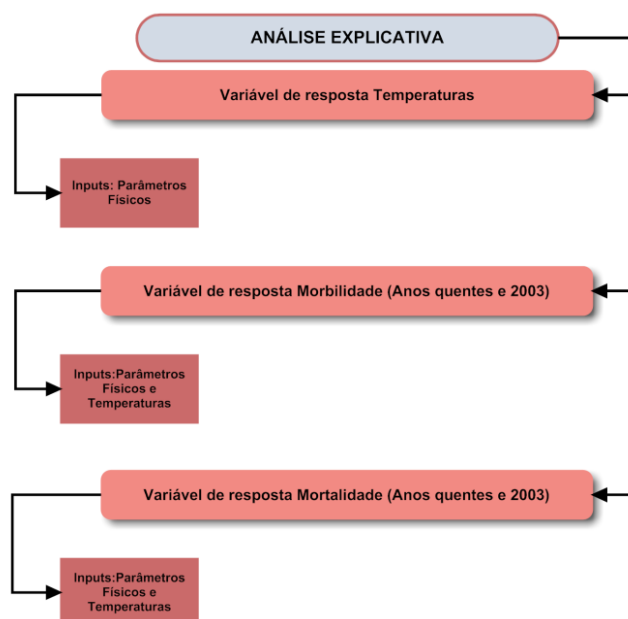 ANÁLISE EXPLICATIVA
Variável de resposta Temperaturas
Inputs: Parâmetros
Físicos
Variável de resposta Morbilidade (Anos quentes e 2003)
Inputs:Parâmetros
Físicos e
Temperaturas
Variável de resposta Mortalidade (Anos quentes e 2003)
Inputs:Parâmetros
Físicos e
Temperaturas